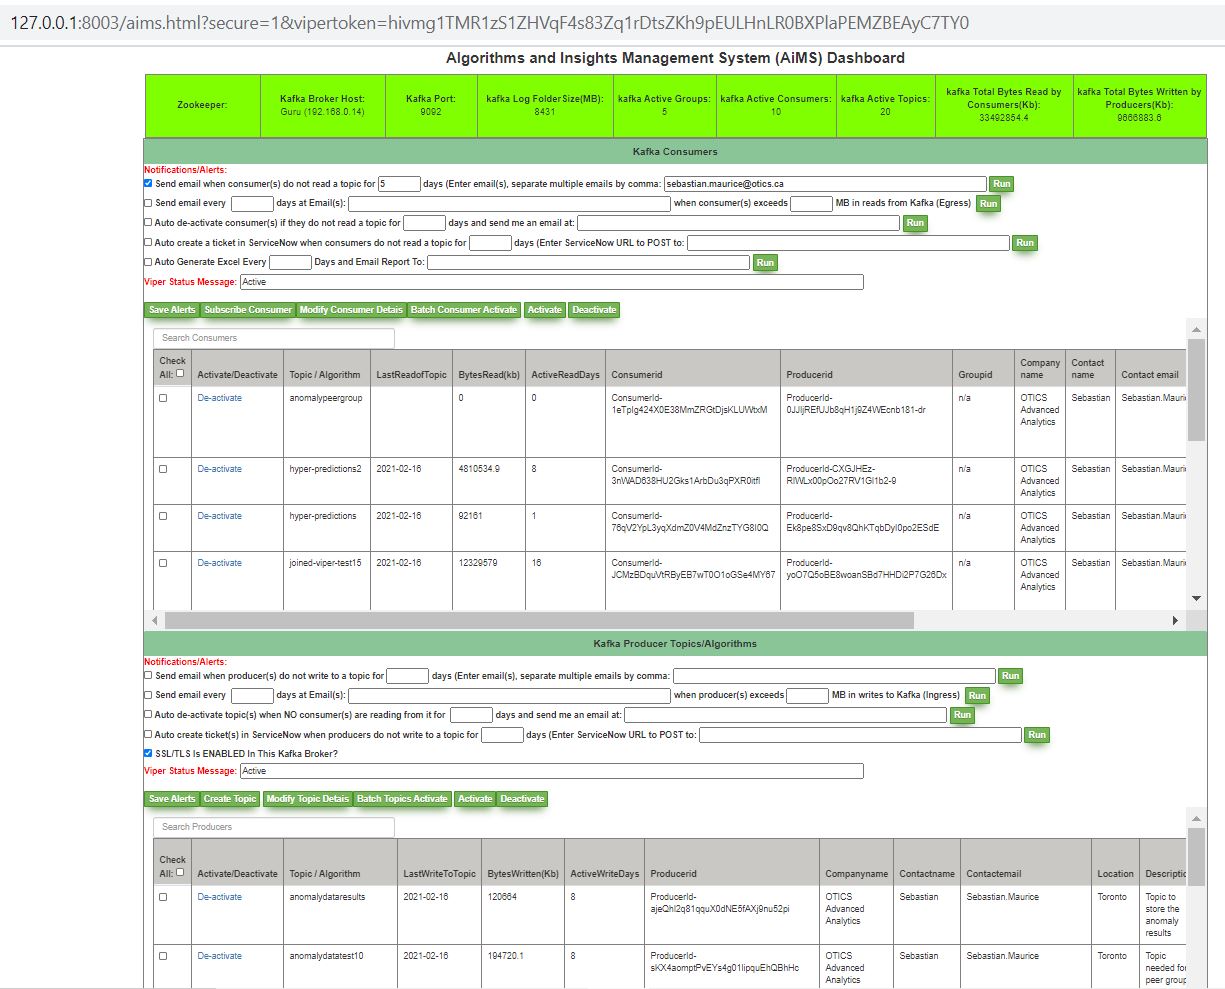 127.0.0.1:8003/aims.html?secure=1&vipertoken=hivmg1TMR1zS1ZHVqF4s83Zq1rDtsZKh9pEULHnLR0BXPlaPEMZBEAyC7TY0
Algorithms and Insights Management System (AiMS) Dashboard
Zookeeper:
Kafka Broker Host:
Guru (192.168.0.14)
Kafka Port:
9092
kafka Log FolderSize(MB):
8431
kafka Active Groups:
5
kafka Active Consumers:
10
kafka Active Topics:
20
kafka Total Bytes Read by
Consumers(Kb):
33492854.4
kafka Total Bytes Written by
Producers(Kb):
9666883.6
Kafka Consumers
Notifications/Alerts:
Send email when consumer(s) do not read a topic for 5 days (Enter email(s), separate multiple emails by comma: sebastian.maurice@otics.ca Run
Send email every days at Email(s): when consumer(s) exceeds MB in reads from Kafka (Egress) Run
Auto de-activate consumer(s) if they do not read a topic for days and send me an email at: Run
Auto create a ticket in ServiceNow when consumers do not read a topic for days (Enter ServiceNow URL to POST to: Run
Auto Generate Excel Every Days and Email Report To: Run
Viper Status Message: Active
Save Alerts Subscribe Consumer Modify Consumer Detais Batch Consumer Activate Activate Deactivate
Search Consumers
Check
All: Activate/Deactivate Topic / Algorithm LastReadofTopic BytesRead(kb) ActiveReadDays Consumerid Producerid Groupid Company
name Contact
name Contact email
De-activate anomalypeergroup 0 0 ConsumerId-
1eTplg424X0E38MmZRGtDjsKLUWtxM ProducerId-
0JJljREfUJb8qH1j9Z4WEcnb181-dr n/a OTICS
Advanced
Analytics Sebastian Sebastian.Mauri
De-activate hyper-predictions2 2021-02-16 4810534.9 8 ConsumerId-
3nWAD638HU2Gks1ArbDu3qPXR0itfl ProducerId-CXGJHEz-
RIWLx00pOo27RV1Gl1b2-9 n/a OTICS
Advanced
Analytics Sebastian Sebastian.Mauri
De-activate hyper-predictions 2021-02-16 92161 1 ConsumerId-
76qV2YpL3yqXdmZ0V4MdZnzTYG8I0Q ProducerId-
Ek8pe8SxD9qv8QhKTqbDyl0po2ESdE n/a OTICS
Advanced
Analytics Sebastian Sebastian.Mauri
De-activate joined-viper-test15 2021-02-16 12329579 16 ConsumerId-
JCMzBDquVtRByEB7wT0O1oGSe4MY67 ProducerId-
yoO7Q5oBE8woanSBd7HHDi2P7G26Dx n/a OTICS
Advanced
Analytics Sebastian Sebastian.Mauri
Kafka Producer Topics/Algorithms
Notifications/Alerts:
Send email when producer(s) do not write to a topic for days (Enter email(s), separate multiple emails by comma: Run
Send email every days at Email(s): when producer(s) exceeds MB in writes to Kafka (Ingress) Run
Auto de-activate topic(s) when NO consumer(s) are reading from it for days and send me an email at: Run
Auto create ticket(s) in ServiceNow when producers do not write to a topic for days (Enter ServiceNow URL to POST to: Run
SSL/TLS Is ENABLED In This Kafka Broker?
Viper Status Message: Active
Save Alerts Create Topic Modify Topic Detais Batch Topics Activate Activate Deactivate
Search Producers
Check
All: Activate/Deactivate Topic / Algorithm LastWriteToTopic BytesWritten(Kb) ActiveWriteDays Producerid Companyname Contactname Contactemail Location Descriptic
De-activate anomalydataresults 2021-02-16 120664 8 ProducerId-
ajeQhl2q81qquX0dNE5fAXj9nu52pi OTICS
Advanced
Analytics Sebastian Sebastian.Maurice Toronto Topic to
store the
anomaly
results
De-activate anomalydatatest10 2021-02-16 194720.1 8 ProducerId-
skX4aomptPvEYs4g01lipquEhQBhHc OTICS
Advanced
Analytics Sebastian Sebastian.Maurice Toronto Topic
needed for
peer group